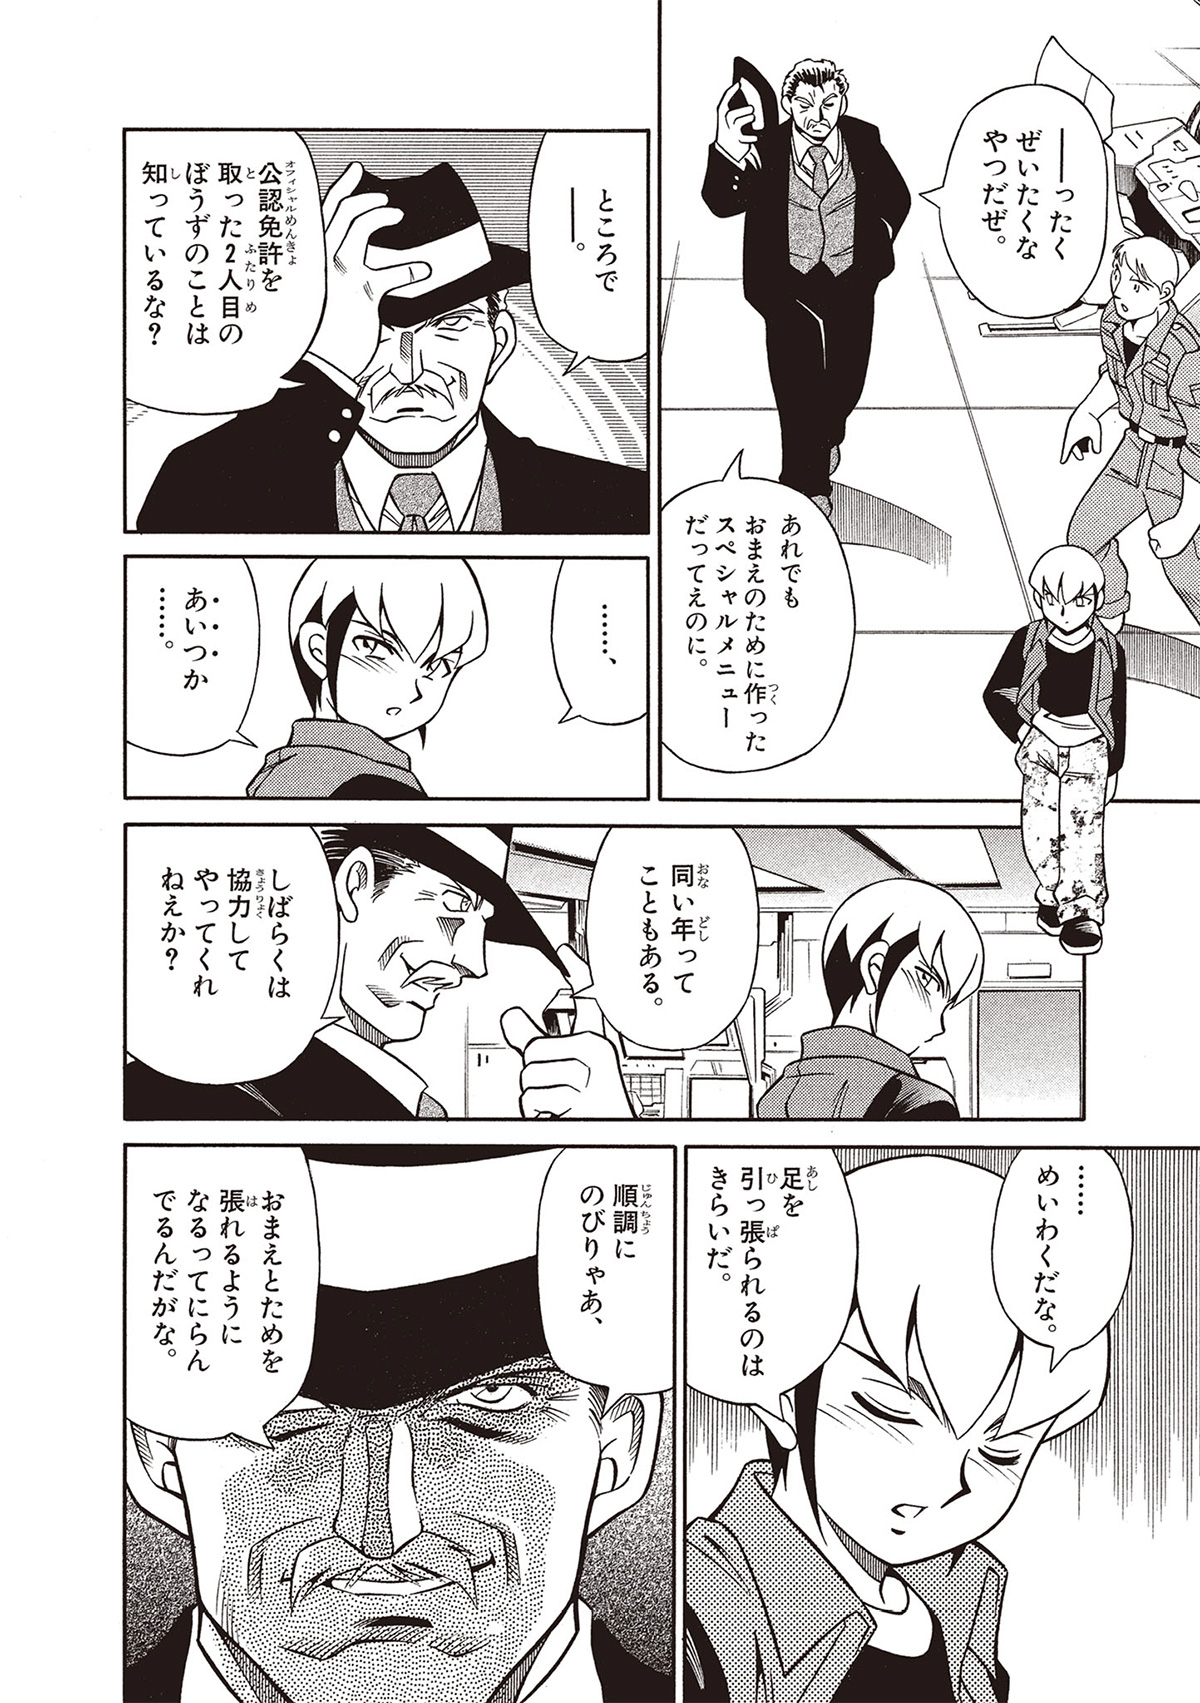 ――ったく
ぜいたくな
やつだぜ。
あれでも
おまえのために作った
スペシャルメニュー
だってえのに。
ところで
――。
公認免許を
取った2人目の
ぼうずのことは
知っているな?
……、
あいつか
……。
同い年って
こともある。
しばらくは
協力して
やってくれ
ねえか?
……
めいわくだな。
足を
引っ張られるのは
きらいだ。
順調に
のびりゃあ、
おまえとためを
張れるように
なるってにらん
でるんだがな。